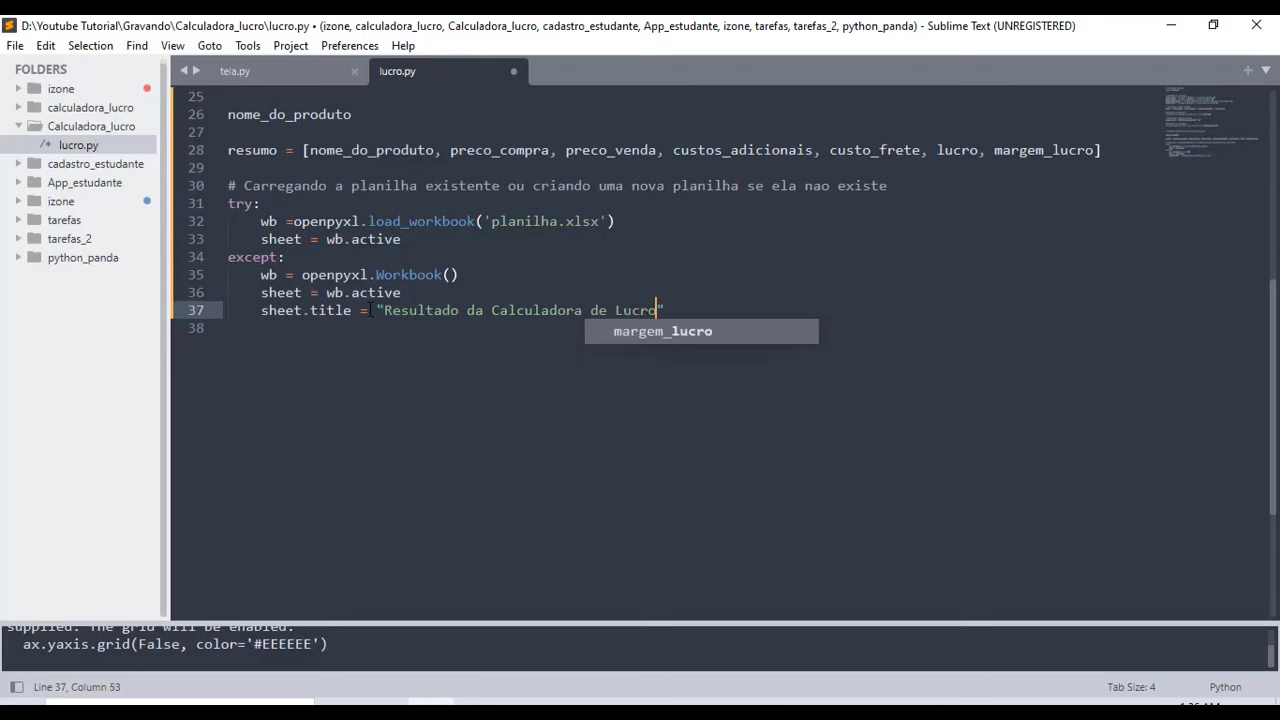 D:\Youtube Tutorial\Gravando\Calculadora_lucro\lucro.py • (izone, calculadora_lucro, Calculadora_lucro, cadastro_estudante, App_estudante, izone, tarefas, tarefas_2, python_panda) - Sublime Text (UNREGISTERED)
File Edit Selection Find View Goto Tools Project Preferences Help
FOLDERS
izone
calculadora_lucro
Calculadora_lucro
/* lucro.py
cadastro_estudante
App_estudante
izone
tarefas
tarefas_2
python_panda
tela.py
lucro.py
25
26 nome_do_produto
27
28 resumo = [nome_do_produto, preco_compra, preco_venda, custos_adicionais, custo_frete, lucro, margem_lucro]
29
30 # Carregando a planilha existente ou criando uma nova planilha se ela nao existe
31 try:
32 wb =openpyxl.load_workbook('planilha.xlsx')
33 sheet = wb.active
34 except:
35 wb = openpyxl.Workbook()
36 sheet = wb.active
37 sheet.title = "Resultado da Calculadora de Lucro"
margem_lucro
38
supplied. The grid will be enabled.
ax.yaxis.grid(False, color='#EEEEEE')
Line 37, Column 53
Tab Size: 4
Python